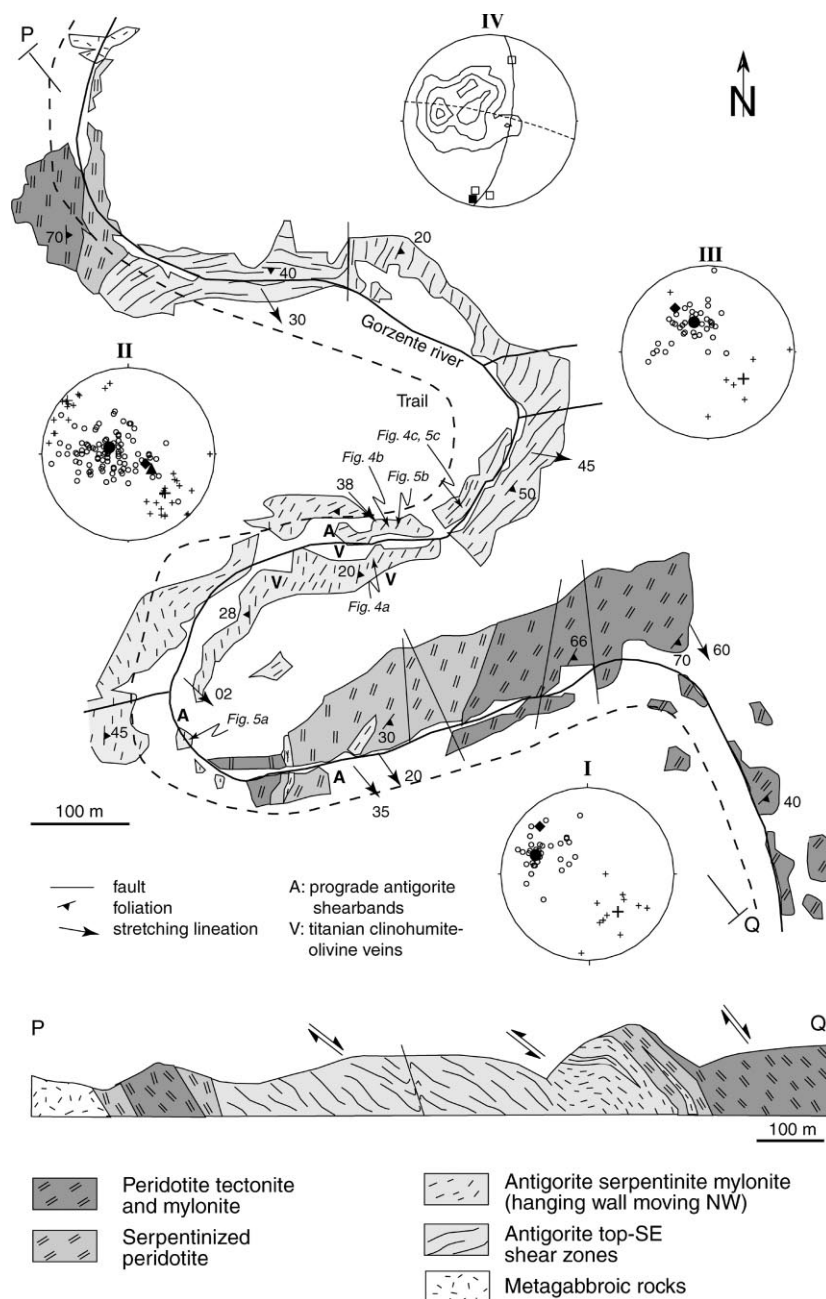 P
IV
N
III
20
70
40
30
Gorzente river
II
Trail
Fig. 4c, 5c
Fig. 4b
Fig. 5b
45
50
38
A
V
20
V
V
Fig. 4a
28
66
70
60
02
A
Fig. 5a
45
30
A
20
35
40
100 m
I
Q
fault
foliation
stretching lineation
A: prograde antigorite
shearbands
V: titanian clinohumite-
olivine veins
P
Q
100 m
Peridotite tectonite
and mylonite
Serpentinized
peridotite
Antigorite serpentinite mylonite
(hanging wall moving NW)
Antigorite top-SE
shear zones
Metagabbroic rocks